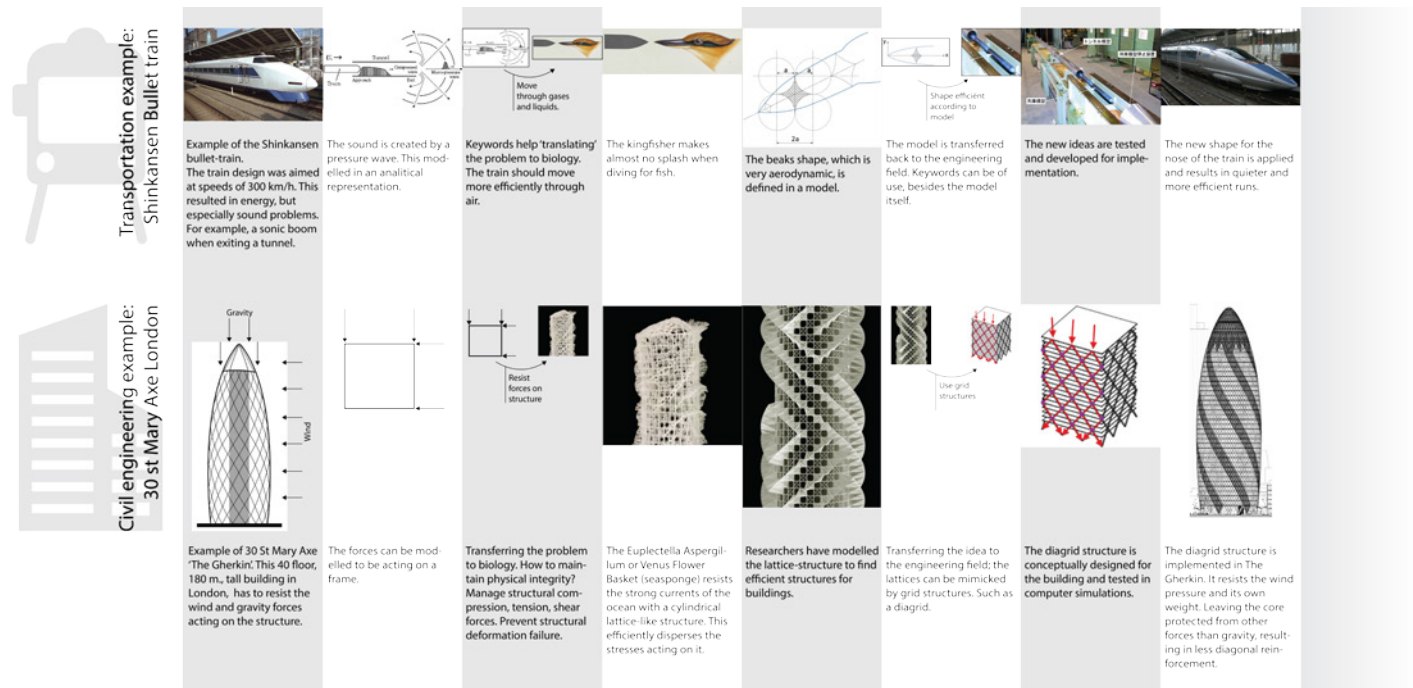 Transportation example:
Shinkansen Bullet train
Example of the Shinkansen
bullet-train.
The train design was aimed
at speeds of 300 km/h. This
resulted in energy, but
especially sound problems.
For example, a sonic boom
when exiting a tunnel.
Tunnel
Train
Approach
Exit
The sound is created by a
pressure wave. This mod-
elled in an analitical
representation.
Move
through gases
and liquids.
Keywords help 'translating'
the problem to biology.
The train should move
more efficiently through
air.
The kingfisher makes
almost no splash when
diving for fish.
a
2a
The beaks shape, which is
very aerodynamic, is
defined in a model.
Shape efficient
according to
model
The model is transferred
back to the engineering
field. Keywords can be of
use, besides the model
itself.
The new ideas are tested
and developed for imple-
mentation.
The new shape for the
nose of the train is applied
and results in quieter and
more efficient runs.
Civil engineering example:
30 st Mary Axe London
Gravity
Wind
Example of 30 St Mary Axe
'The Gherkin'. This 40 floor,
180 m., tall building in
London, has to resist the
wind and gravity forces
acting on the structure.
The forces can be mod-
elled to be acting on a
frame.
Resist
forces on
structure
Transferring the problem
to biology. How to main-
tain physical integrity?
Manage structural com-
pression, tension, shear
forces. Prevent structural
deformation failure.
The Euplectella Aspergil-
lum or Venus Flower
Basket (seasponge) resists
the strong currents of the
ocean with a cylindrical
lattice-like structure. This
efficiently disperses the
stresses acting on it.
Researchers have modelled
the lattice-structure to find
efficient structures for
buildings.
Use grid
structures
Transferring the idea to
the engineering field; the
lattices can be mimicked
by grid structures. Such as
a diagrid.
The diagrid structure is
conceptually designed for
the building and tested in
computer simulations.
The diagrid structure is
implemented in The
Gherkin. It resists the wind
pressure and its own
weight. Leaving the core
protected from other
forces than gravity, result-
ing in less diagonal rein-
forcement.